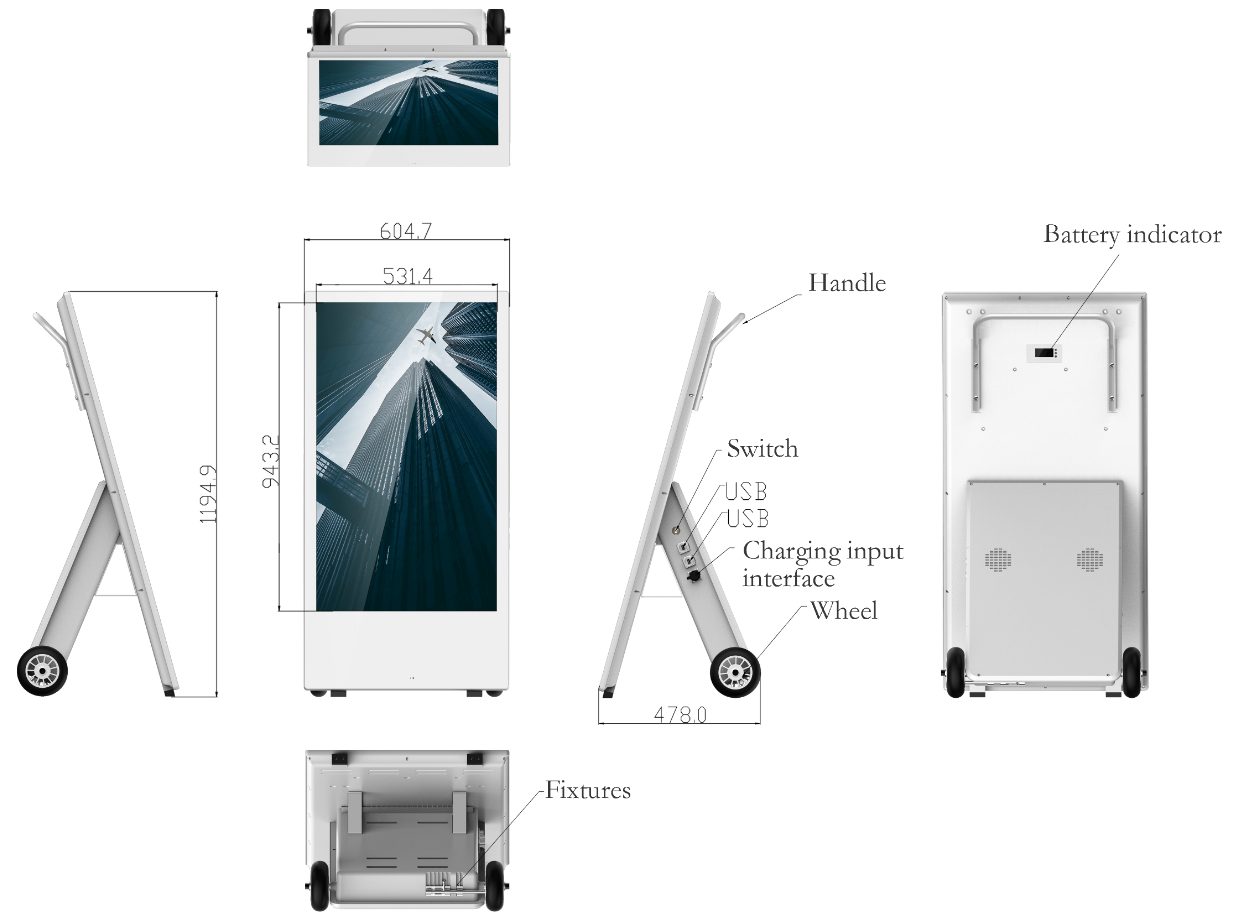 604.7
Battery indicator
531.4
Handle
943.2
1194.9
Switch
USB
USB
Charging input
interface
Wheel
478.0
Fixtures